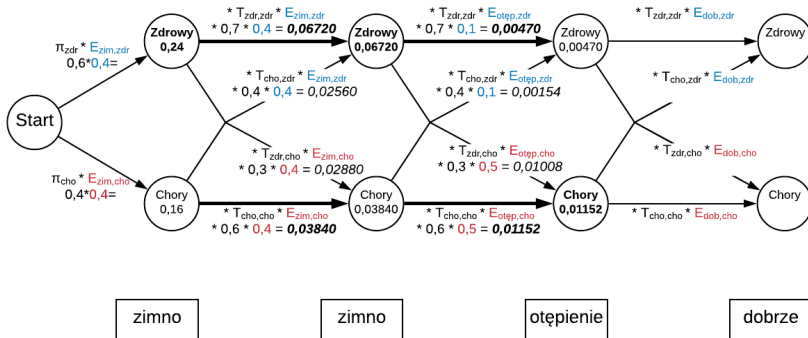 Start
π_zdr * E_zim,zdr
0,6*0,4=
π_cho * E_zim,cho
0,4*0,4=
Zdrowy
0,24
Chory
0,16
* T_zdr,zdr * E_zim,zdr
* 0,7 * 0,4 = 0,06720
* T_cho,zdr * E_zim,zdr
* 0,4 * 0,4 = 0,02560
* T_zdr,cho * E_zim,cho
* 0,3 * 0,4 = 0,02880
* T_cho,cho * E_zim,cho
* 0,6 * 0,4 = 0,03840
Zdrowy
0,06720
Chory
0,03840
* T_zdr,zdr * E_otęp,zdr
* 0,7 * 0,1 = 0,00470
* T_cho,zdr * E_otęp,zdr
* 0,4 * 0,1 = 0,00154
* T_zdr,cho * E_otęp,cho
* 0,3 * 0,5 = 0,01008
* T_cho,cho * E_otęp,cho
* 0,6 * 0,5 = 0,01152
Zdrowy
0,00470
Chory
0,01152
* T_zdr,zdr * E_dob,zdr
* T_cho,zdr * E_dob,zdr
* T_zdr,cho * E_dob,cho
* T_cho,cho * E_dob,cho
Zdrowy
Chory
zimno
zimno
otępienie
dobrze